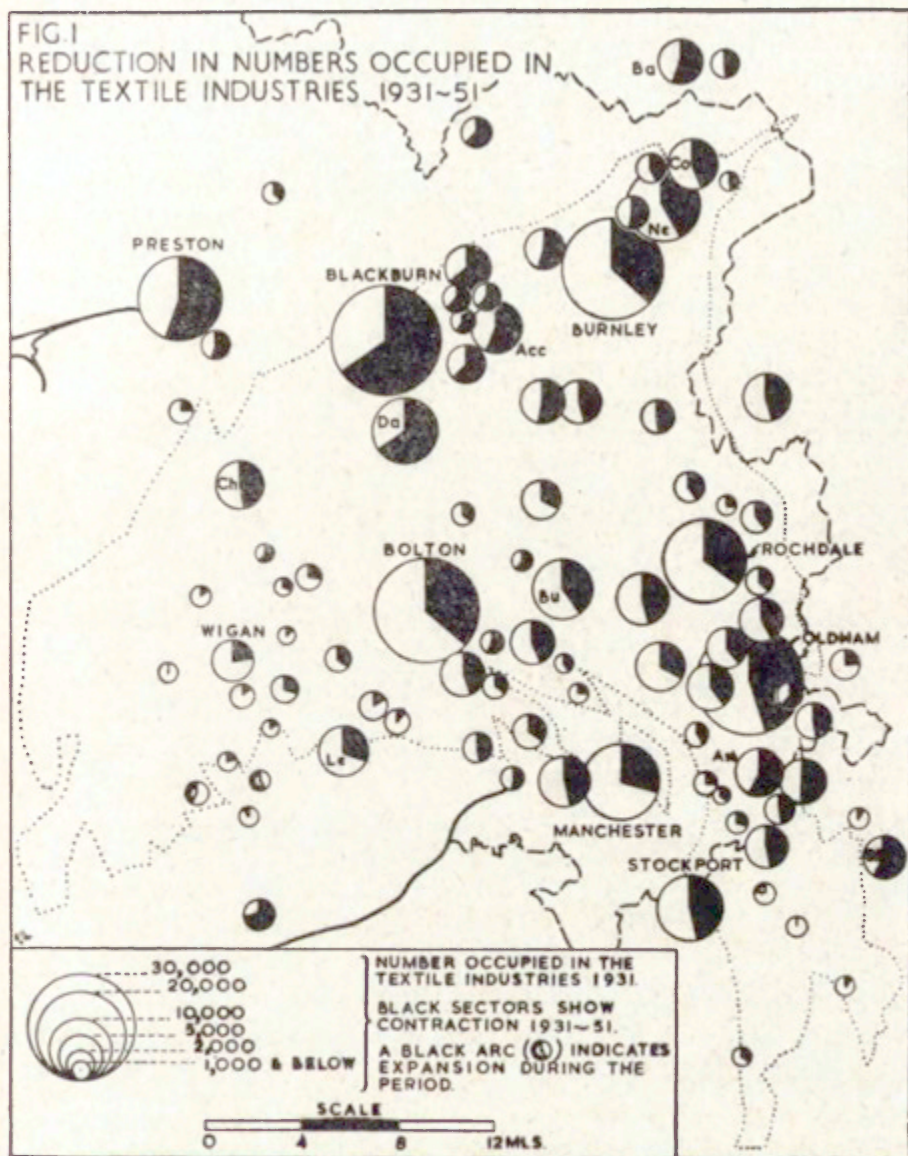 FIG.1
REDUCTION IN NUMBERS OCCUPIED IN
THE TEXTILE INDUSTRIES 1931~51
Ba
Co
Ne
PRESTON
BLACKBURN
BURNLEY
Acc
Da
Ch
BOLTON
ROCHDALE
Bu
WIGAN
OLDHAM
Le
MANCHESTER
STOCKPORT
30,000
20,000
10,000
5,000
2,000
1,000 & BELOW
NUMBER OCCUPIED IN THE
TEXTILE INDUSTRIES 1931.
BLACK SECTORS SHOW
CONTRACTION 1931~51.
A BLACK ARC ( ) INDICATES
EXPANSION DURING THE
PERIOD.
SCALE
0 4 8 12 MLS.